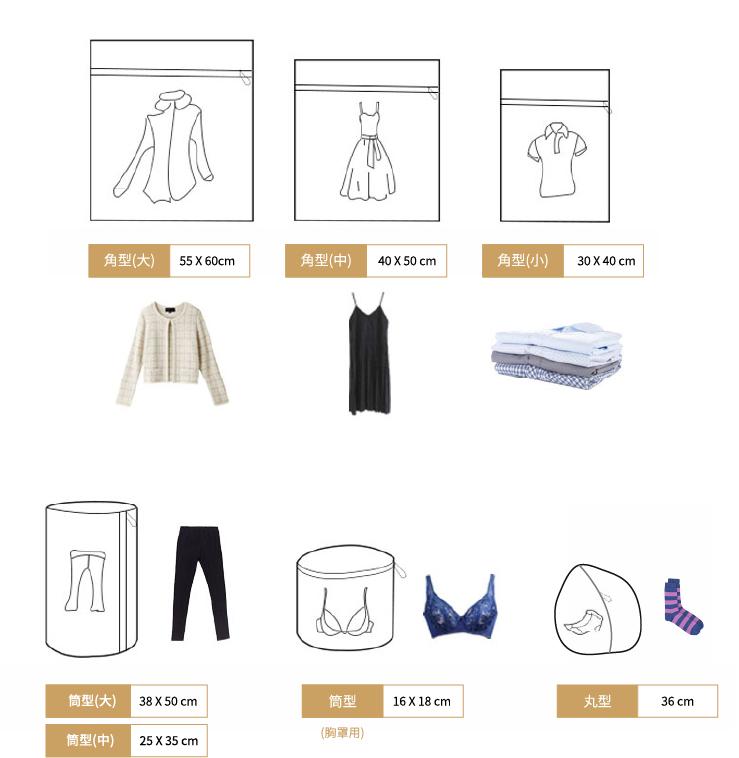 角型(大) 55 X 60cm
角型(中) 40 X 50 cm
角型(小) 30 X 40 cm
筒型(大) 38 X 50 cm
筒型 16 X 18 cm
丸型 36 cm
筒型(中) 25 X 35 cm
(胸罩用)